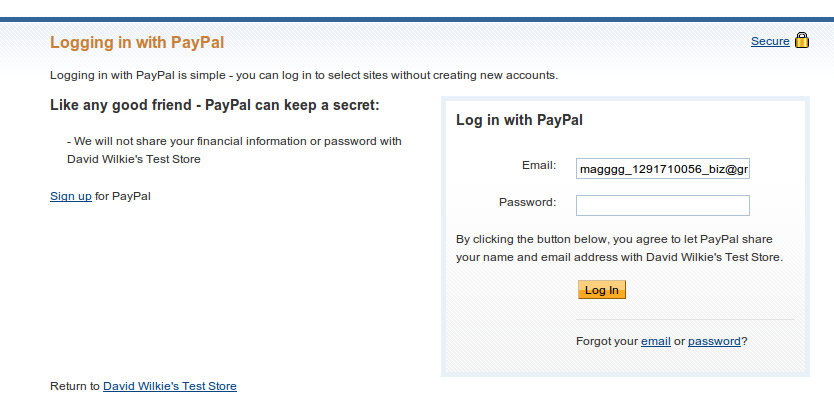 Logging in with PayPal
Secure
Logging in with PayPal is simple - you can log in to select sites without creating new accounts.
Like any good friend - PayPal can keep a secret:
- We will not share your financial information or password with
David Wilkie's Test Store
Sign up for PayPal
Log in with PayPal
Email: magggg_1291710056_biz@gr
Password:
By clicking the button below, you agree to let PayPal share
your name and email address with David Wilkie's Test Store.
Log In
Forgot your email or password?
Return to David Wilkie's Test Store